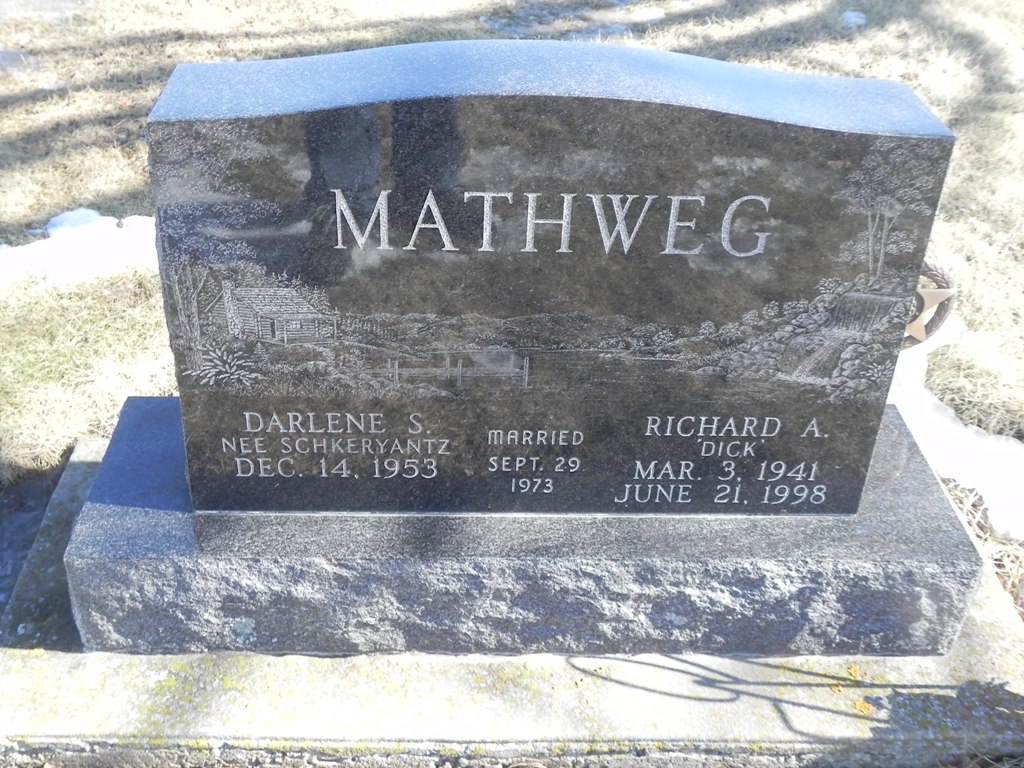 MATHWEG
DARLENE S.
NEE SCHKERYANTZ
DEC. 14, 1953
MARRIED
SEPT. 29
1973
RICHARD A.
'DICK'
MAR. 3, 1941
JUNE 21, 1998